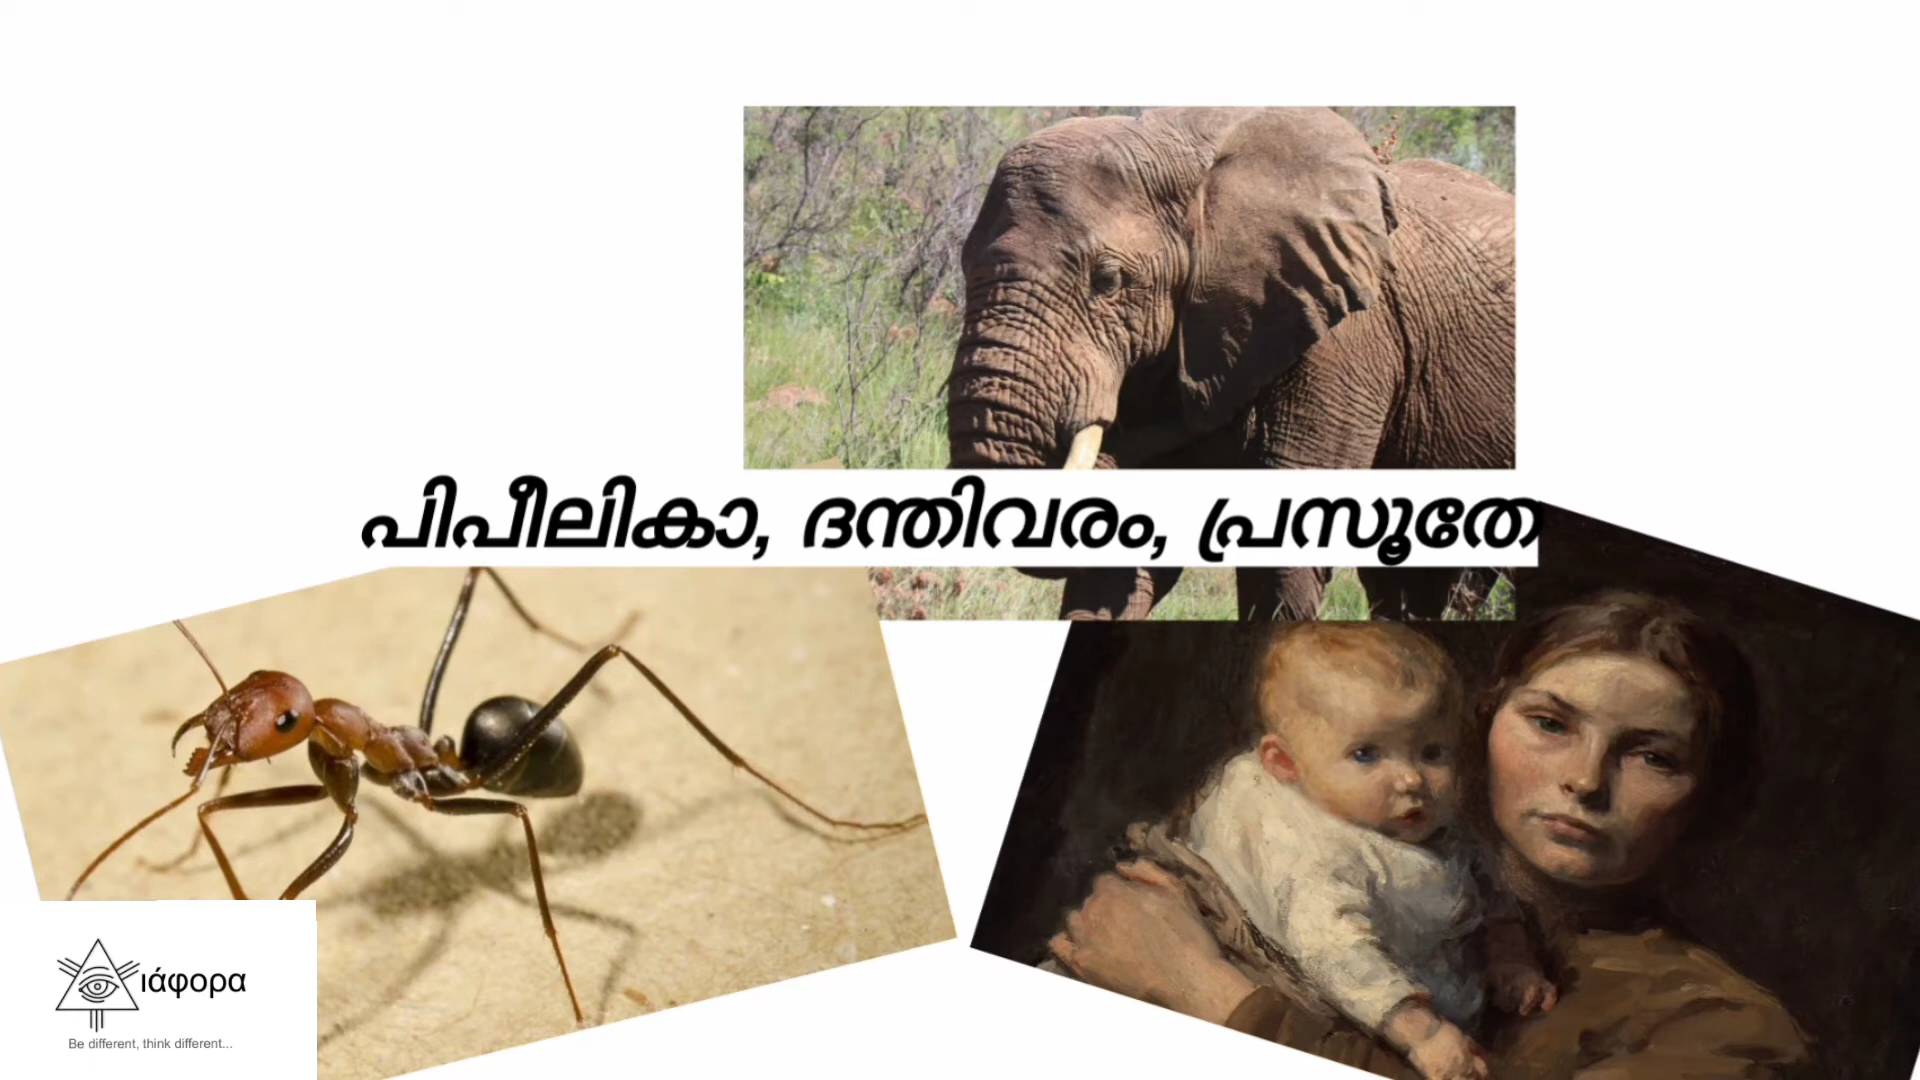 പിപീലികാ, ദന്തിവരം, പ്രസൂതേ
ιάφορα
Be different, think different...